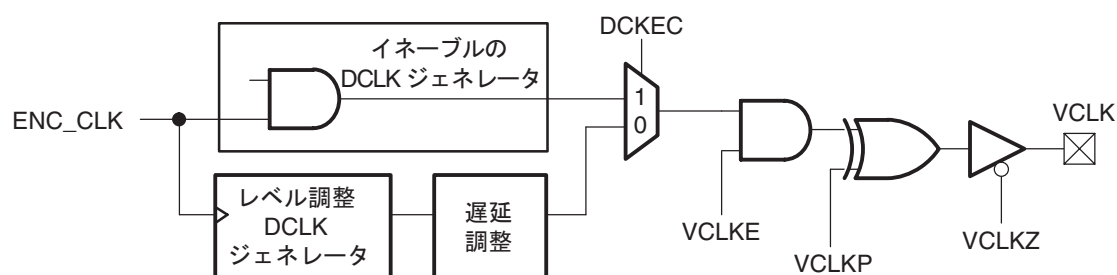 DCKEC
イネーブルの
DCLK ジェネレータ
1
0
ENC_CLK
VCLK
レベル調整
DCLK
ジェネレータ
遅延
調整
VCLKE
VCLKP
VCLKZ